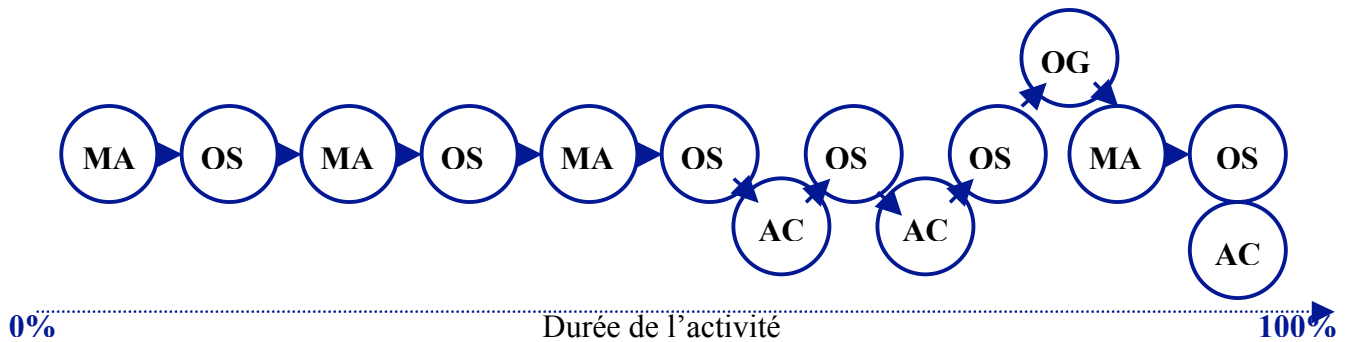 OG
MA OS MA OS MA OS OS OS MA OS
AC AC AC
0% Durée de l’activité 100%